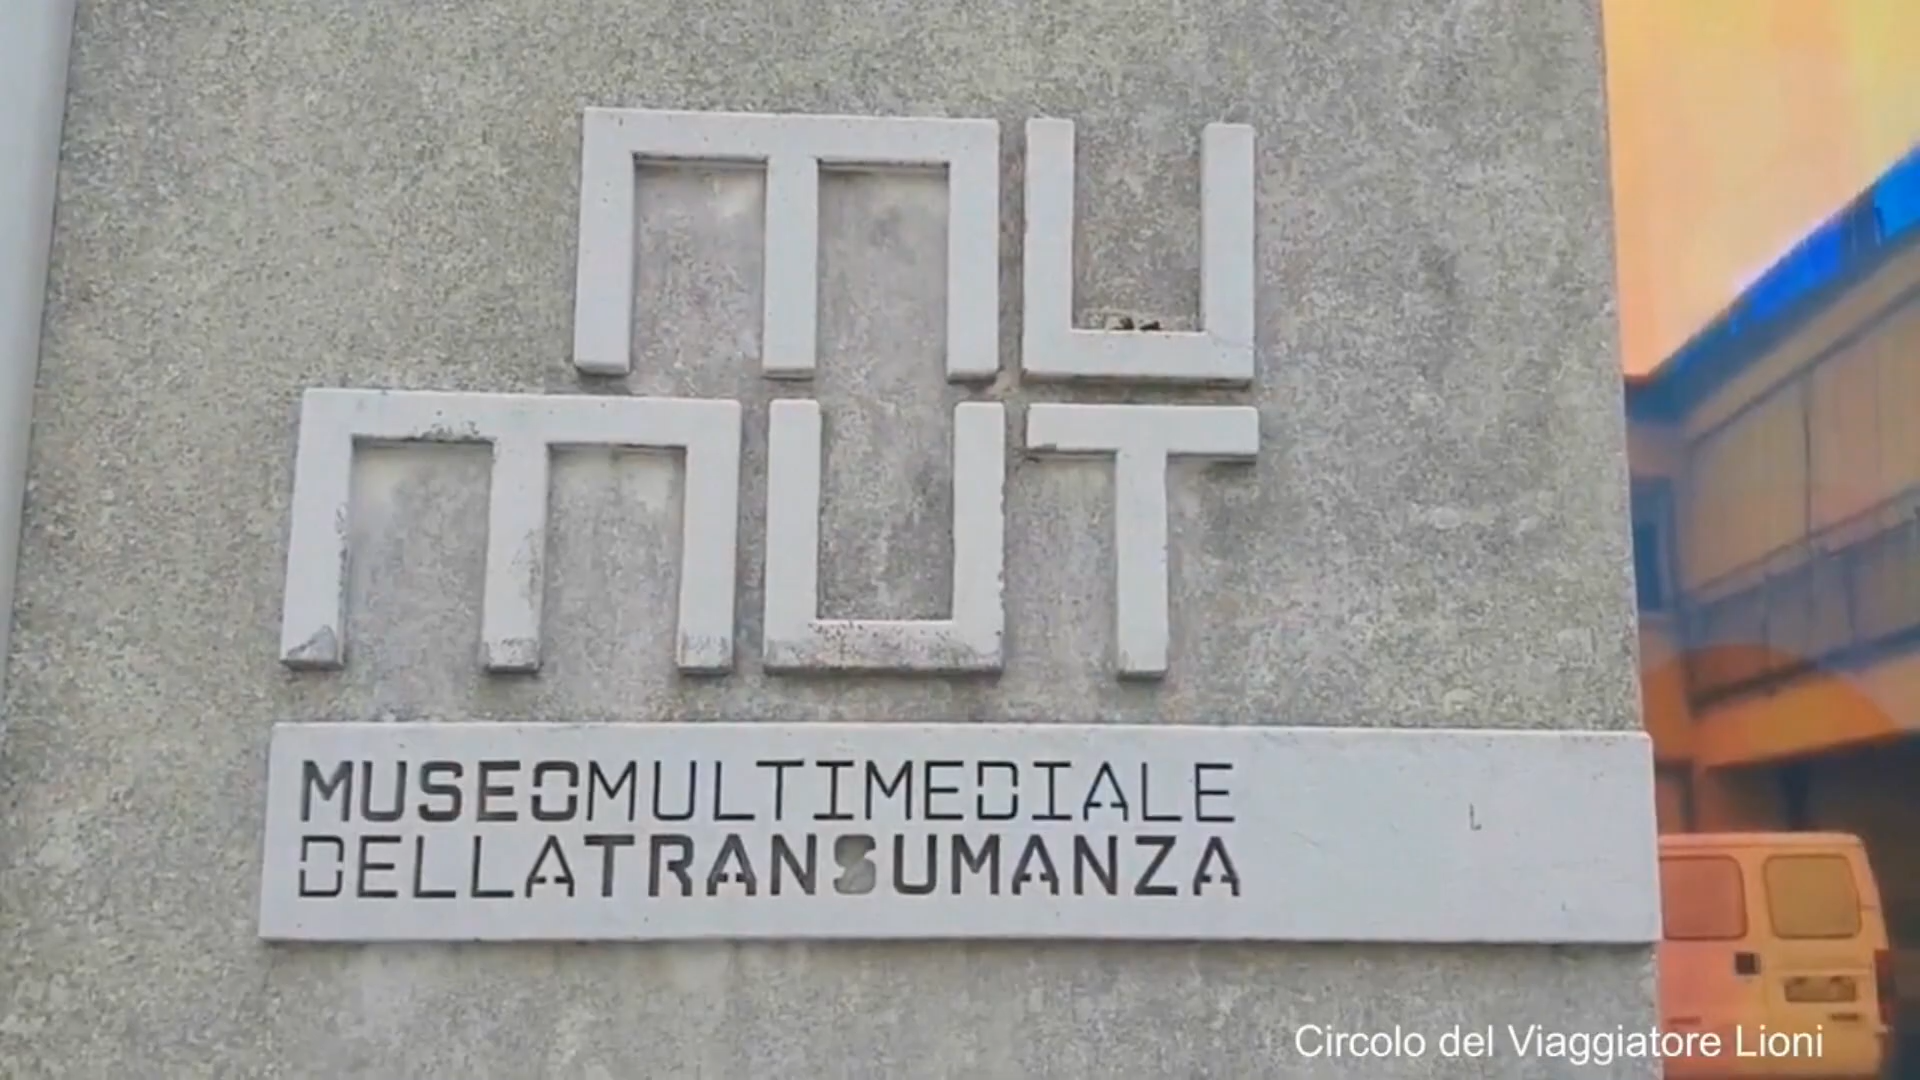 MU
MUT
MUSEOMULTIMEDIALE
DELLATRANSUMANZA
Circolo del Viaggiatore Lioni